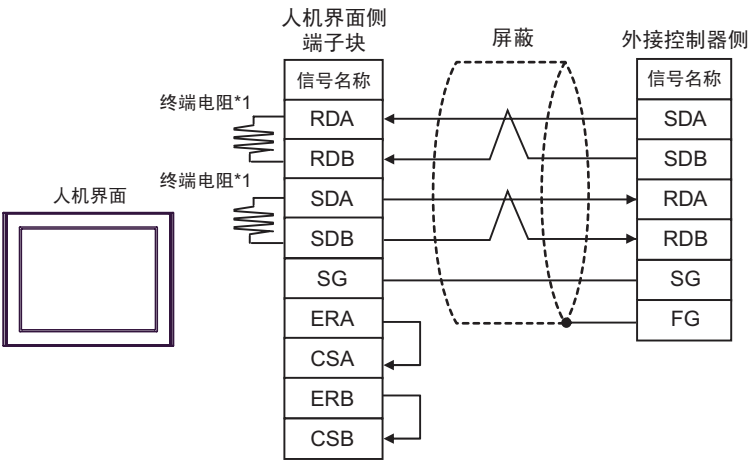 人机界面侧
端子块
屏蔽
外接控制器侧
信号名称
信号名称
终端电阻*1
RDA
SDA
RDB
SDB
终端电阻*1
人机界面
SDA
RDA
SDB
RDB
SG
SG
ERA
FG
CSA
ERB
CSB